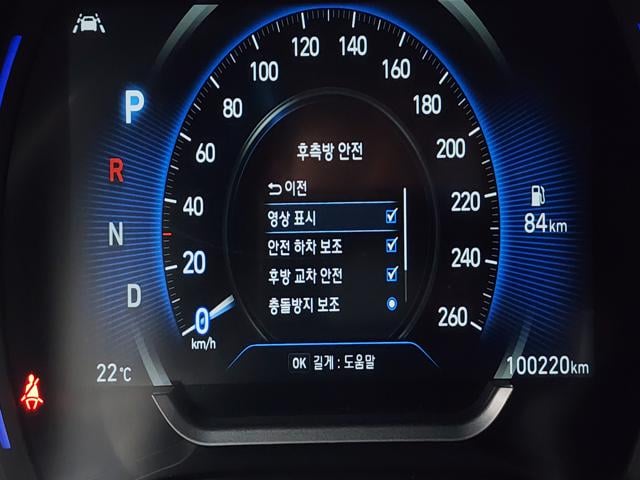 120
140
100
160
80
180
P
60
후측방 안전
200
R
이전
40
영상 표시
220
84km
N
안전 하차 보조
20
후방 교차 안전
240
D
충돌방지 보조
0
260
km/h
22℃
OK 길게 : 도움말
100220km